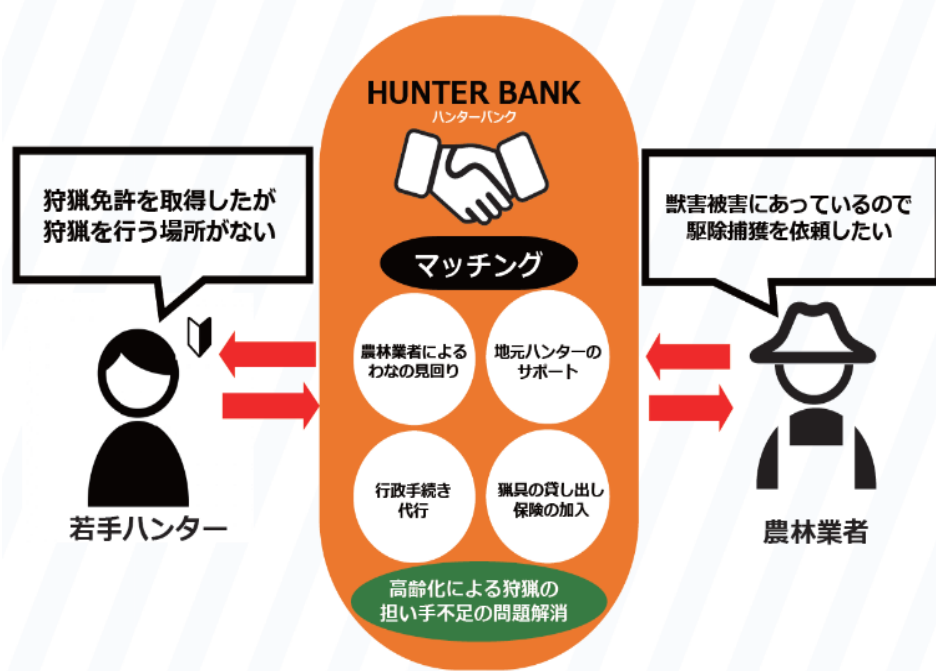 HUNTER BANK
ハンターバンク
狩猟免許を取得したが
狩猟を行う場所がない
獣害被害にあっているので
駆除捕獲を依頼したい
マッチング
農林業者による
わなの見回り
地元ハンターの
サポート
行政手続き
代行
猟具の貸し出し
保険の加入
若手ハンター
農林業者
高齢化による狩猟の
担い手不足の問題解消